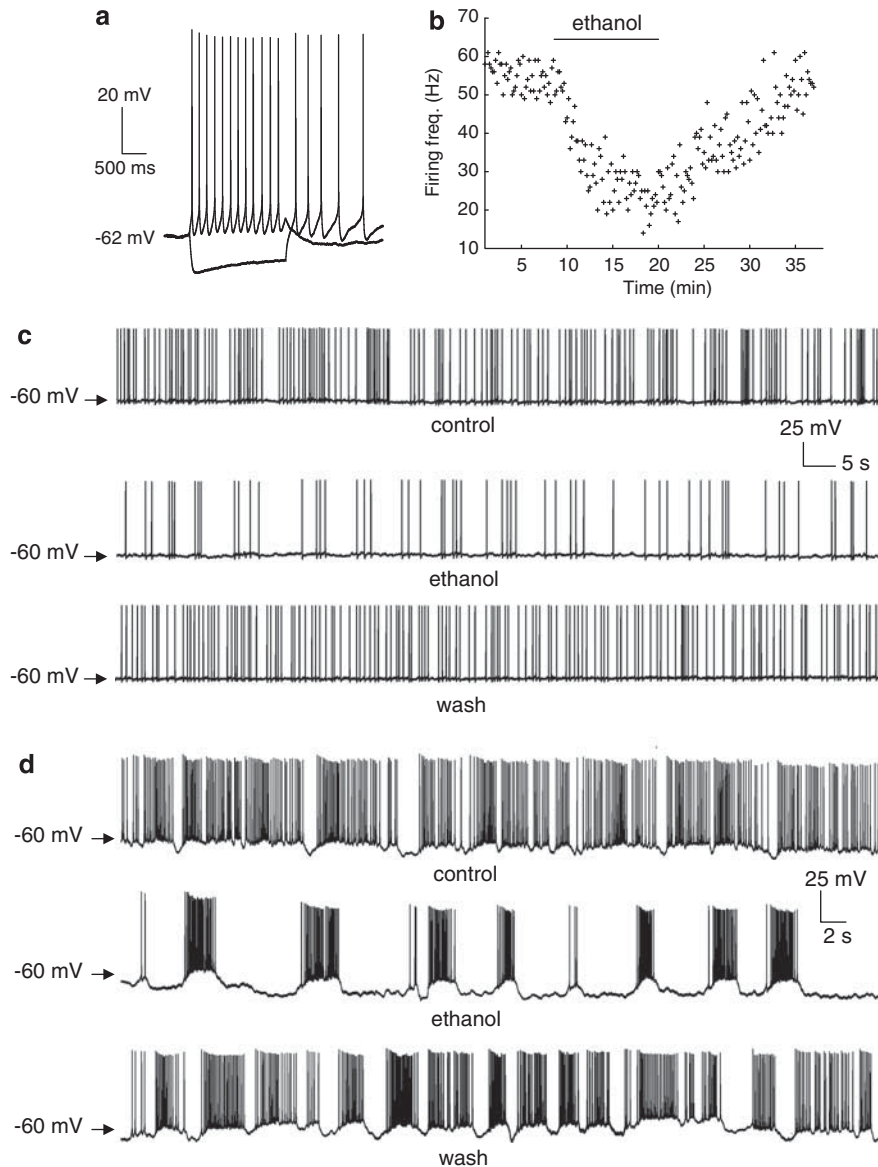 a
20 mV
500 ms
-62 mV
b
ethanol
Firing freq. (Hz)
70
60
50
40
30
20
10
5 10 15 20 25 30 35
Time (min)
c
-60 mV
control
25 mV
5 s
-60 mV
ethanol
-60 mV
wash
d
-60 mV
control
25 mV
2 s
-60 mV
ethanol
-60 mV
wash